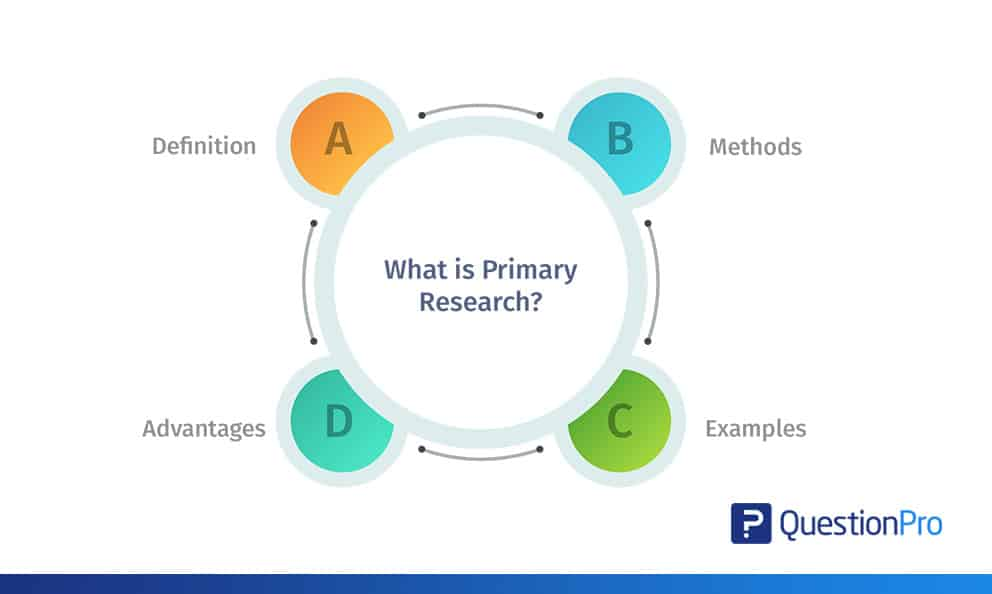 Definition
A
B
Methods
What is Primary
Research?
Advantages
D
C
Examples
QuestionPro